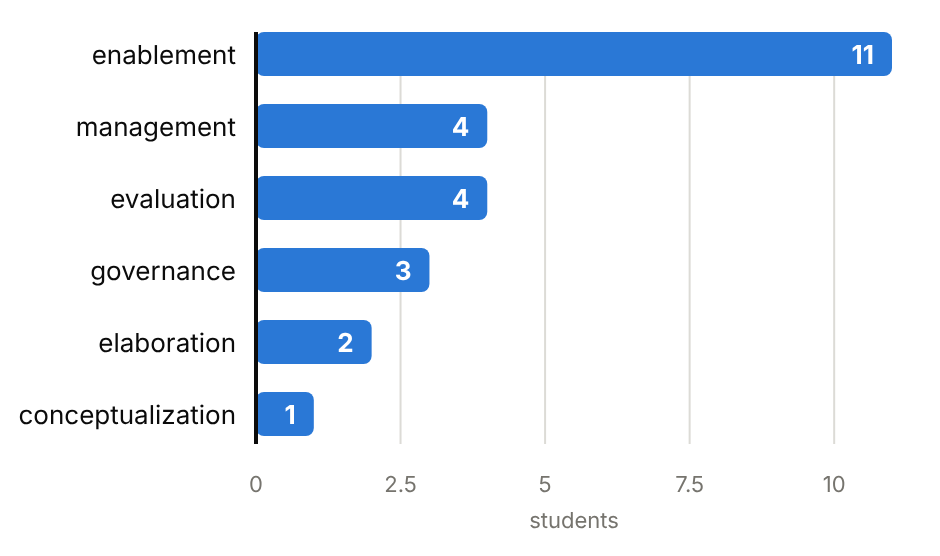 enablement 11
management 4
evaluation 4
governance 3
elaboration 2
conceptualization 1
0 2.5 5 7.5 10
students